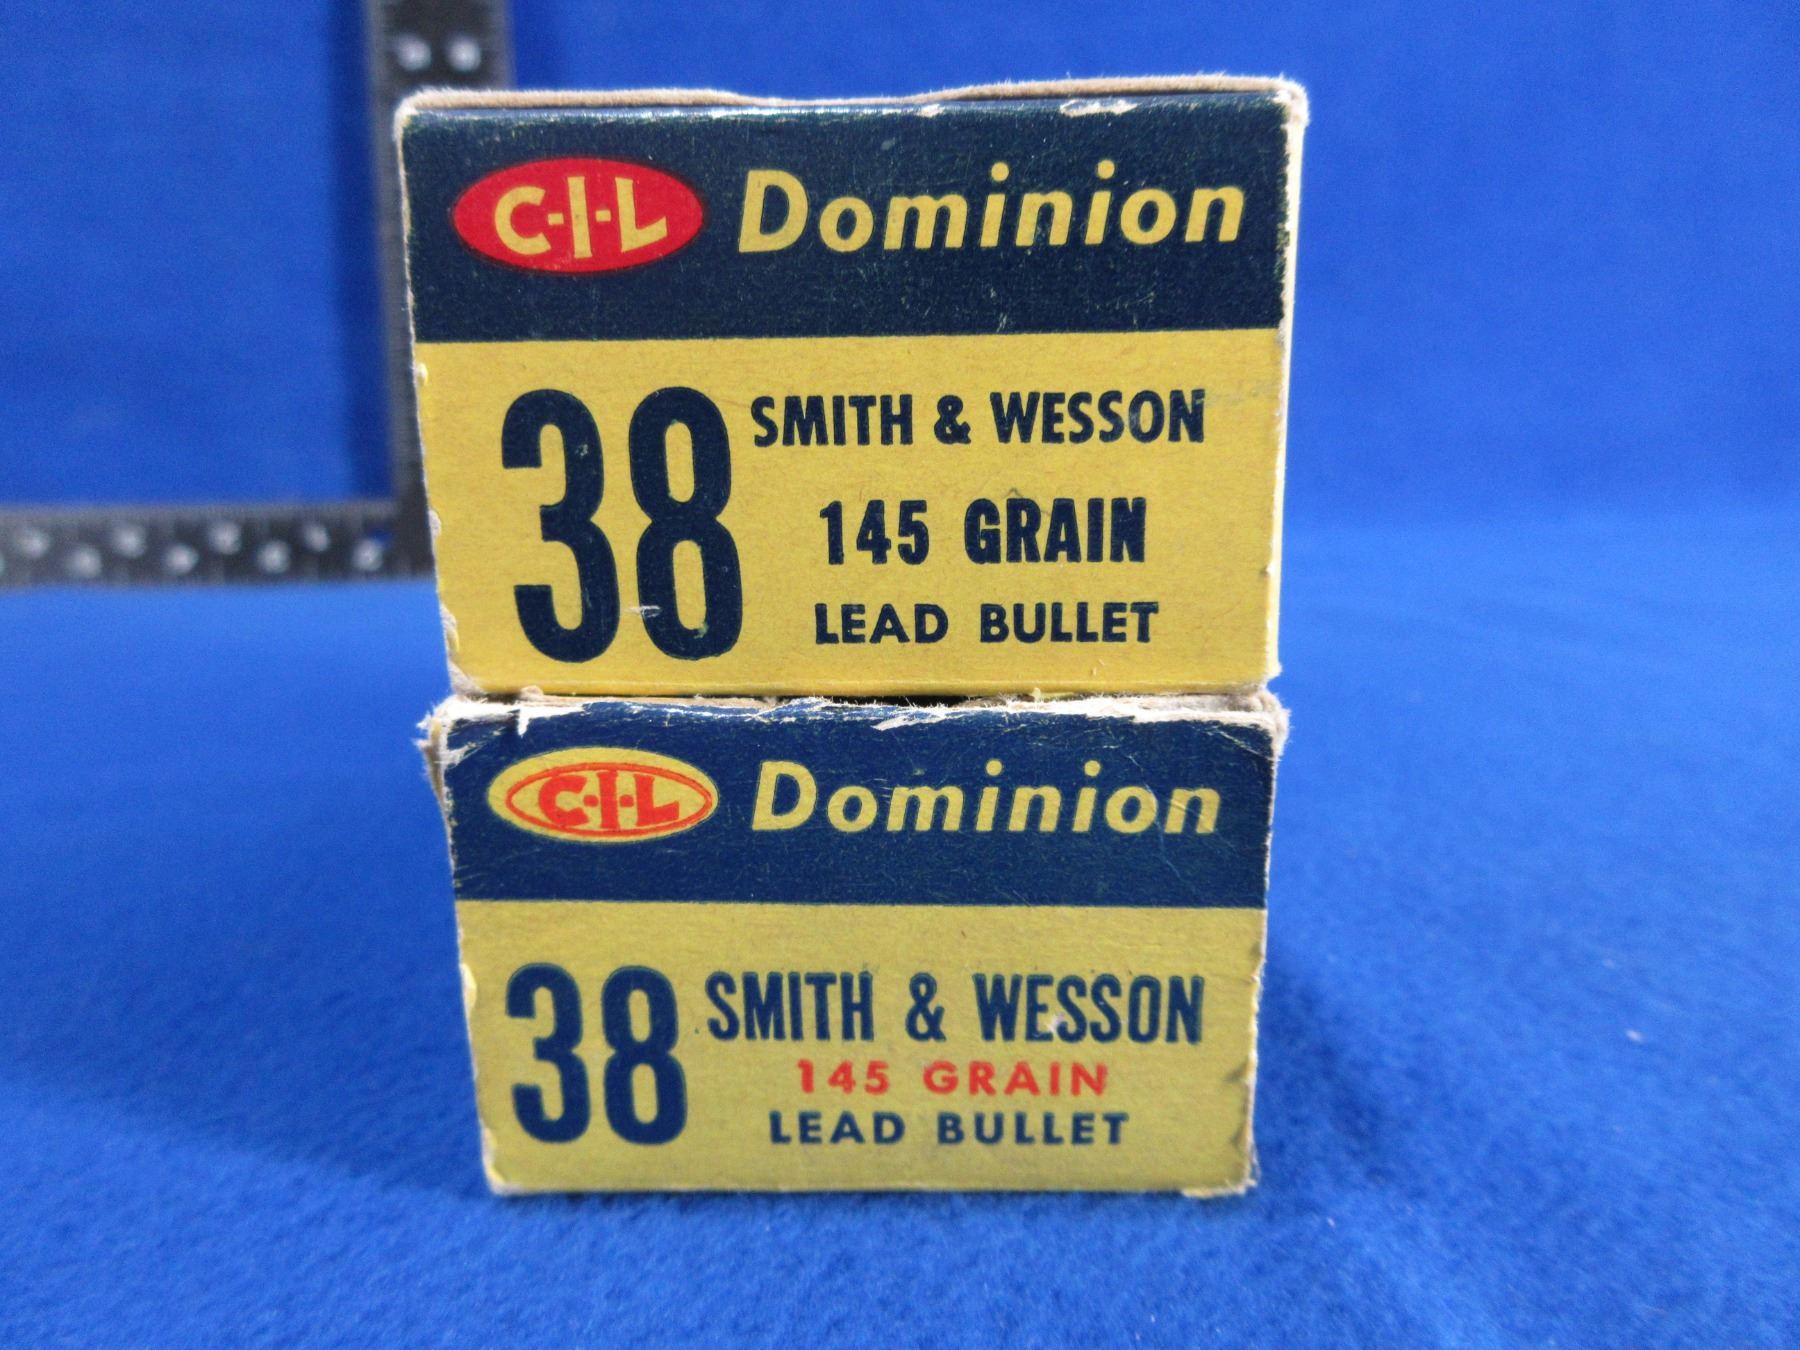 C-I-L Dominion
38 SMITH & WESSON
145 GRAIN
LEAD BULLET
C-I-L Dominion
38 SMITH & WESSON
145 GRAIN
LEAD BULLET